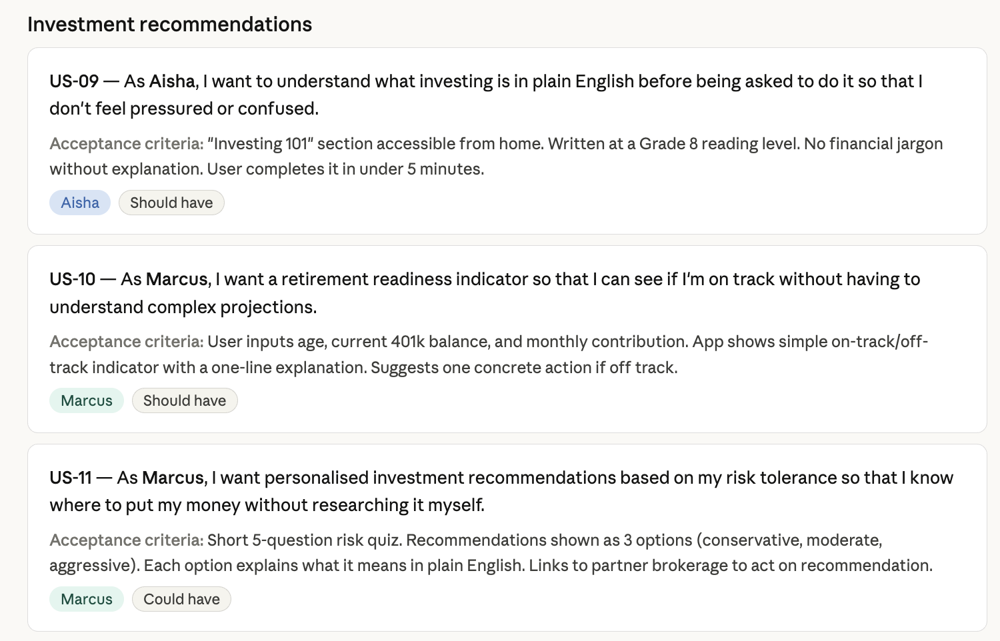 Investment recommendations
US-09 — As Aisha, I want to understand what investing is in plain English before being asked to do it so that I
don't feel pressured or confused.
Acceptance criteria: "Investing 101" section accessible from home. Written at a Grade 8 reading level. No financial jargon
without explanation. User completes it in under 5 minutes.
Aisha Should have
US-10 — As Marcus, I want a retirement readiness indicator so that I can see if I'm on track without having to
understand complex projections.
Acceptance criteria: User inputs age, current 401k balance, and monthly contribution. App shows simple on-track/off-
track indicator with a one-line explanation. Suggests one concrete action if off track.
Marcus Should have
US-11 — As Marcus, I want personalised investment recommendations based on my risk tolerance so that I know
where to put my money without researching it myself.
Acceptance criteria: Short 5-question risk quiz. Recommendations shown as 3 options (conservative, moderate,
aggressive). Each option explains what it means in plain English. Links to partner brokerage to act on recommendation.
Marcus Could have